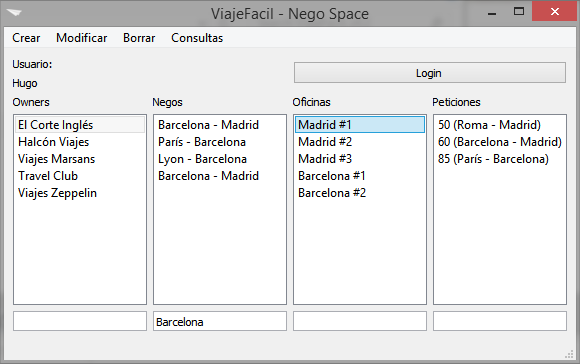 ViajeFacil - Nego Space
Crear Modificar Borrar Consultas
Usuario:
Login
Hugo
Owners Negos Oficinas Peticiones
El Corte Inglés Barcelona - Madrid Madrid #1 50 (Roma - Madrid)
Halcón Viajes París - Barcelona Madrid #2 60 (Barcelona - Madrid)
Viajes Marsans Lyon - Barcelona Madrid #3 85 (París - Barcelona)
Travel Club Barcelona - Madrid Barcelona #1
Viajes Zeppelin Barcelona #2
Barcelona